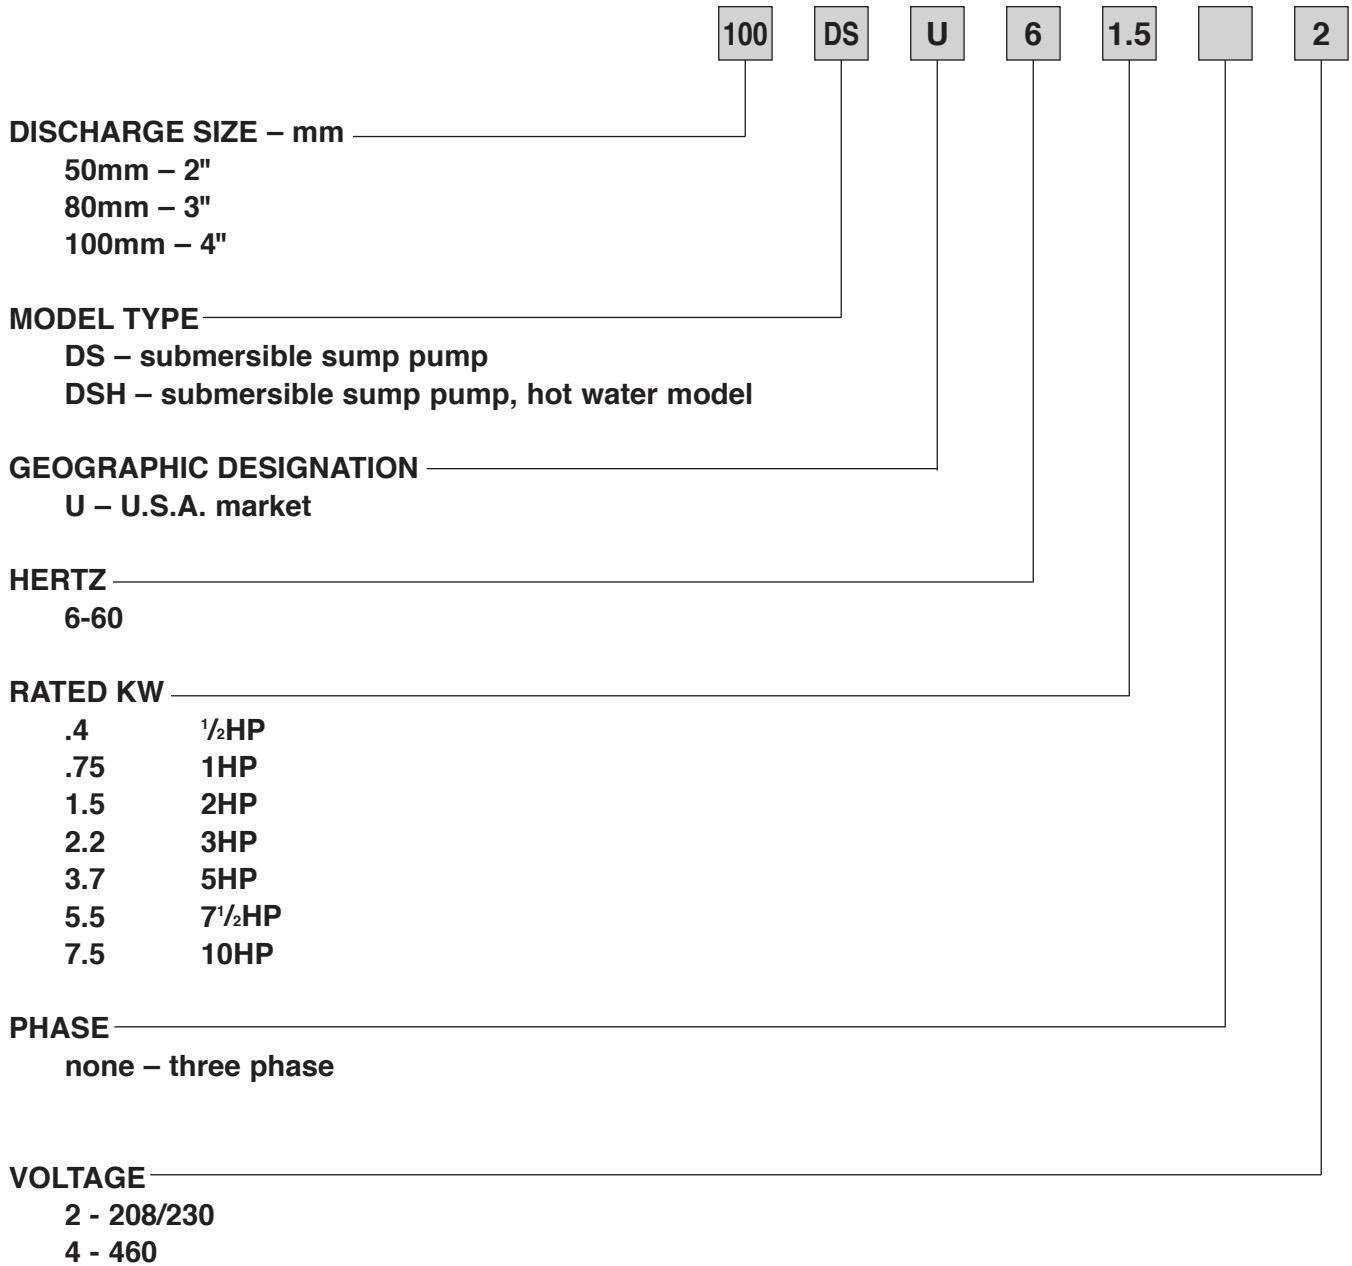 100 DS U 6 1.5 2
DISCHARGE SIZE – mm
50mm – 2"
80mm – 3"
100mm – 4"
MODEL TYPE
DS – submersible sump pump
DSH – submersible sump pump, hot water model
GEOGRAPHIC DESIGNATION
U – U.S.A. market
HERTZ
6-60
RATED KW
.4 1/2HP
.75 1HP
1.5 2HP
2.2 3HP
3.7 5HP
5.5 71/2HP
7.5 10HP
PHASE
none – three phase
VOLTAGE
2 - 208/230
4 - 460